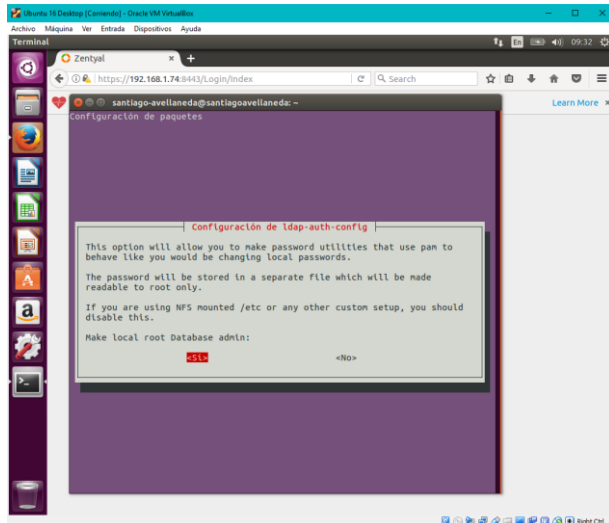 Ubuntu 16 Desktop [Corriendo] - Oracle VM VirtualBox
Archivo Máquina Ver Entrada Dispositivos Ayuda
Terminal
En
09:32
Zentyal
https://192.168.1.74:8443/Login/Index
Search
Learn More
santiago-avellaneda@santiagoavellaneda: ~
Configuración de paquetes
Configuración de ldap-auth-config
This option will allow you to make password utilities that use pam to
behave like you would be changing local passwords.
The password will be stored in a separate file which will be made
readable to root only.
If you are using NFS mounted /etc or any other custom setup, you should
disable this.
Make local root Database admin:
<Sí> <No>
Right Ctrl